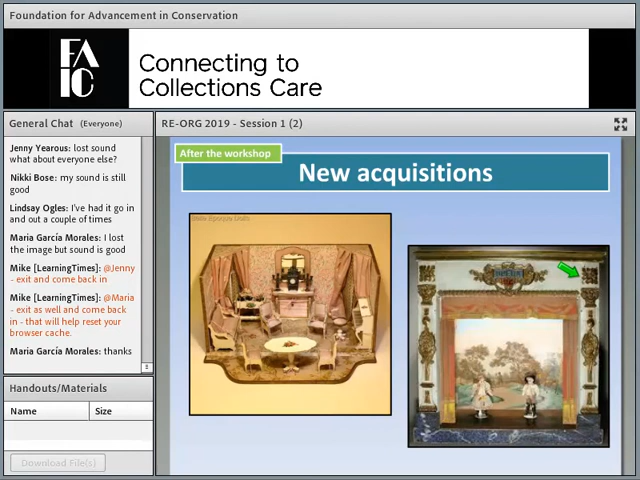 Foundation for Advancement in Conservation
FA
IC
Connecting to
Collections Care
General Chat (Everyone)
Jenny Yearous: lost sound
what about everyone else?
Nikki Bose: my sound is still
good
Lindsay Ogles: I've had it go in
and out a couple of times
Maria García Morales: I lost
the image but sound is good
Mike [LearningTimes]: @Jenny
- exit and come back in
Mike [LearningTimes]: @Maria
- exit as well and come back
in - that will help reset your
browser cache.
Maria García Morales: thanks
Handouts/Materials
Name Size
Download File(s)
RE-ORG 2019 - Session 1 (2)
After the workshop
New acquisitions